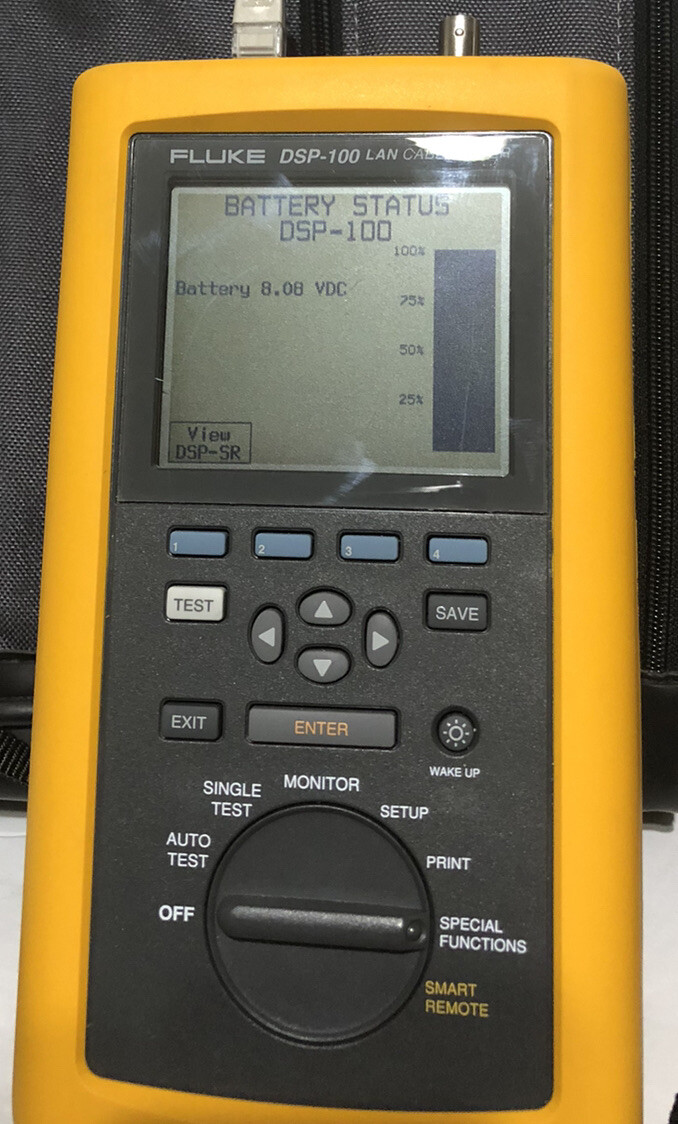 FLUKE DSP-100 LAN
BATTERY STATUS
DSP-100
100%
Battery 8.08 VDC
75%
50%
25%
View
DSP-SR
1 2 3 4
TEST
SAVE
EXIT
ENTER
WAKE UP
MONITOR
SINGLE
TEST
SETUP
AUTO
TEST
PRINT
OFF
SPECIAL
FUNCTIONS
SMART
REMOTE